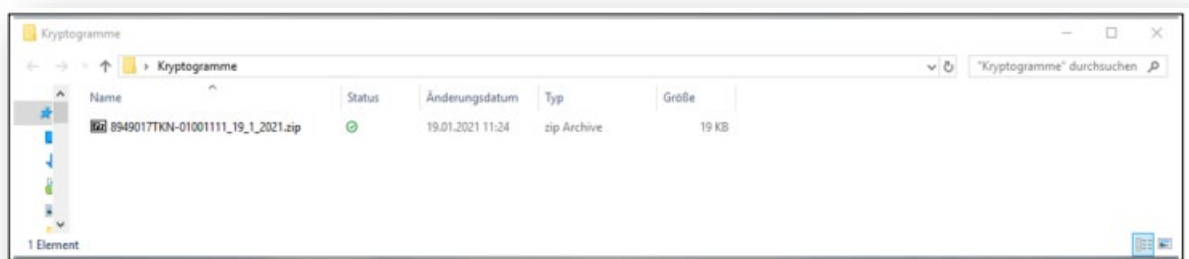 Kryptogramme
Kryptogramme
"Kryptogramme" durchsuchen
Name Status Änderungsdatum Typ Größe
8949017TKN-01001111_19_1_2021.zip 19.01.2021 11:24 zip Archive 19 KB
1 Element